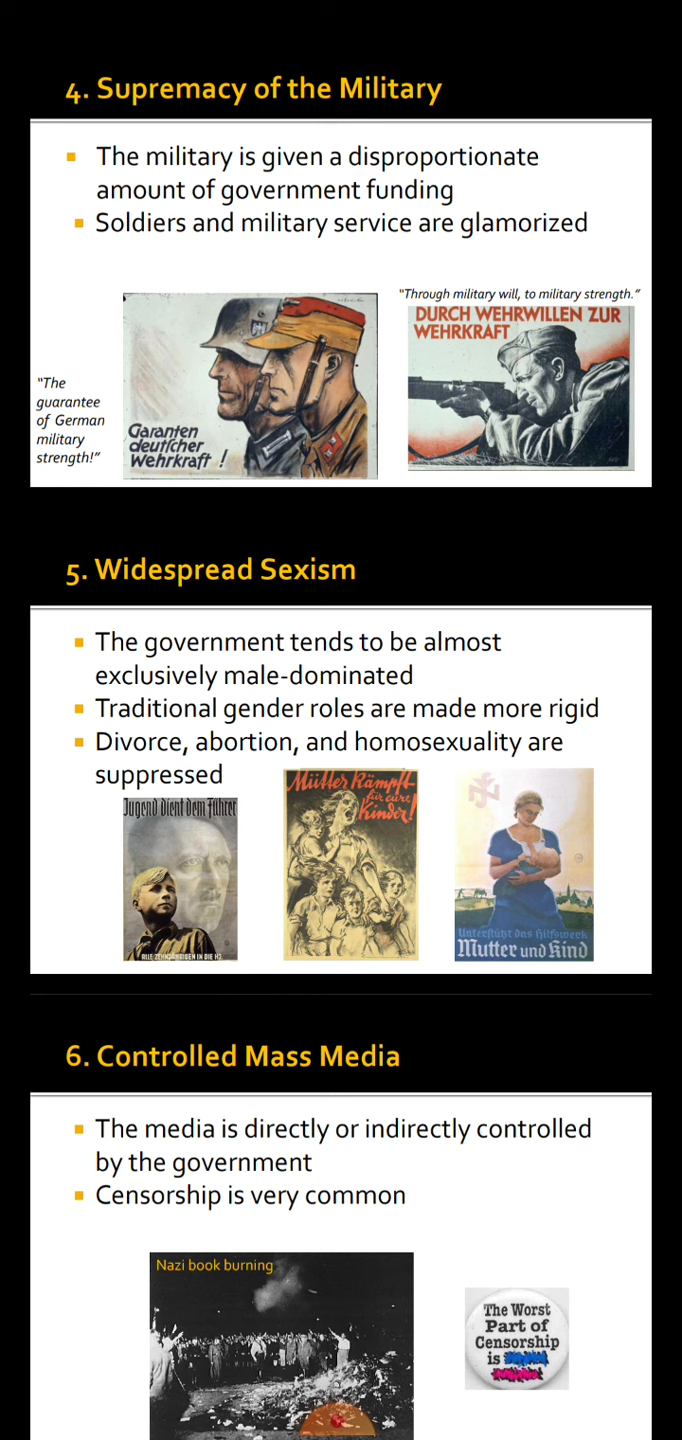 4. Supremacy of the Military
The military is given a disproportionate
amount of government funding
Soldiers and military service are glamorized
"Through military will, to military strength."
DURCH WEHRWILLEN ZUR
WEHRKRAFT
"The
guarantee
of German
military
strength!"
Garanten
deutſcher
Wehrkraft !
5. Widespread Sexism
The government tends to be almost
exclusively male-dominated
Traditional gender roles are made more rigid
Divorce, abortion, and homosexuality are
suppressed
Jugend dient dem Führer
ALLE ZEHNJÄHRIGEN IN DIE HJ
Mütter kämpft
für eure
Kinder!
Unterstützt das Hilfswerk
Mutter und Kind
6. Controlled Mass Media
The media is directly or indirectly controlled
by the government
Censorship is very common
Nazi book burning
The Worst
Part of
Censorship
is